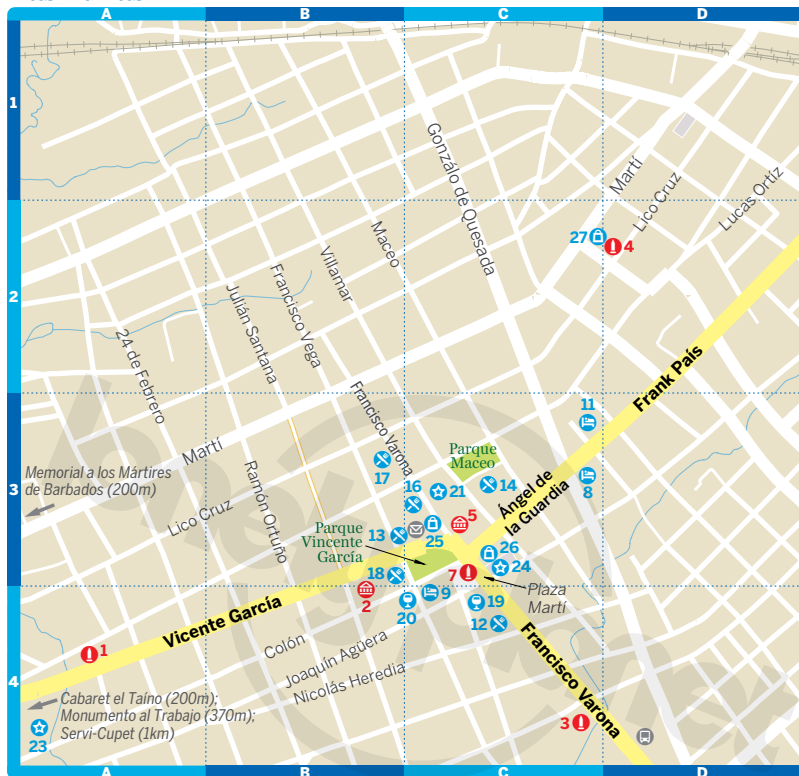 A
B
C
D
1
2
3
4
Gonzálo de Quesada
Martí
Lico Cruz
Lucas Ortíz
27
4
Maceo
Villamar
Francisco Vega
Julián Santana
24 de Febrero
Frank País
11
Francisco Varona
Parque
Maceo
Martí
17
16
21
14
8
Ángel de
la Guardia
Memorial a los Mártires
de Barbados (200m)
Lico Cruz
Ramón Ortuño
Parque
Vincente
García
13
25
5
26
24
18
7
Plaza
Martí
2
20
9
19
12
Vicente García
Colón
Joaquín Agüera
Nicolás Heredia
Francisco Varona
1
3
Cabaret el Taíno (200m);
Monumento al Trabajo (370m);
Servi-Cupet (1km)
23
A
B
C
D
lonely planet